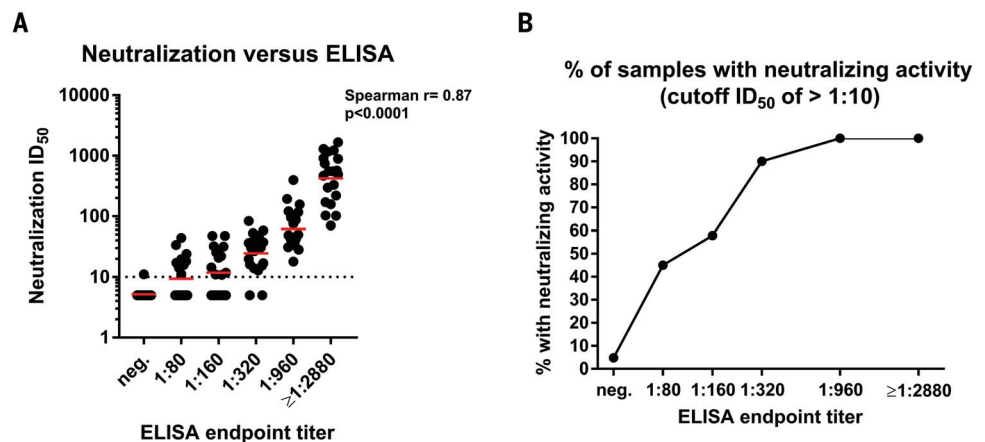 A
Neutralization versus ELISA
Spearman r= 0.87
p<0.0001
Neutralization ID50
10000
1000
100
10
1
neg.
1:80
1:160
1:320
1:960
≥1:2880
ELISA endpoint titer
B
% of samples with neutralizing activity
(cutoff ID50 of > 1:10)
% with neutralizing activity
100
90
80
70
60
50
40
30
20
10
0
neg. 1:80 1:160 1:320 1:960 ≥1:2880
ELISA endpoint titer